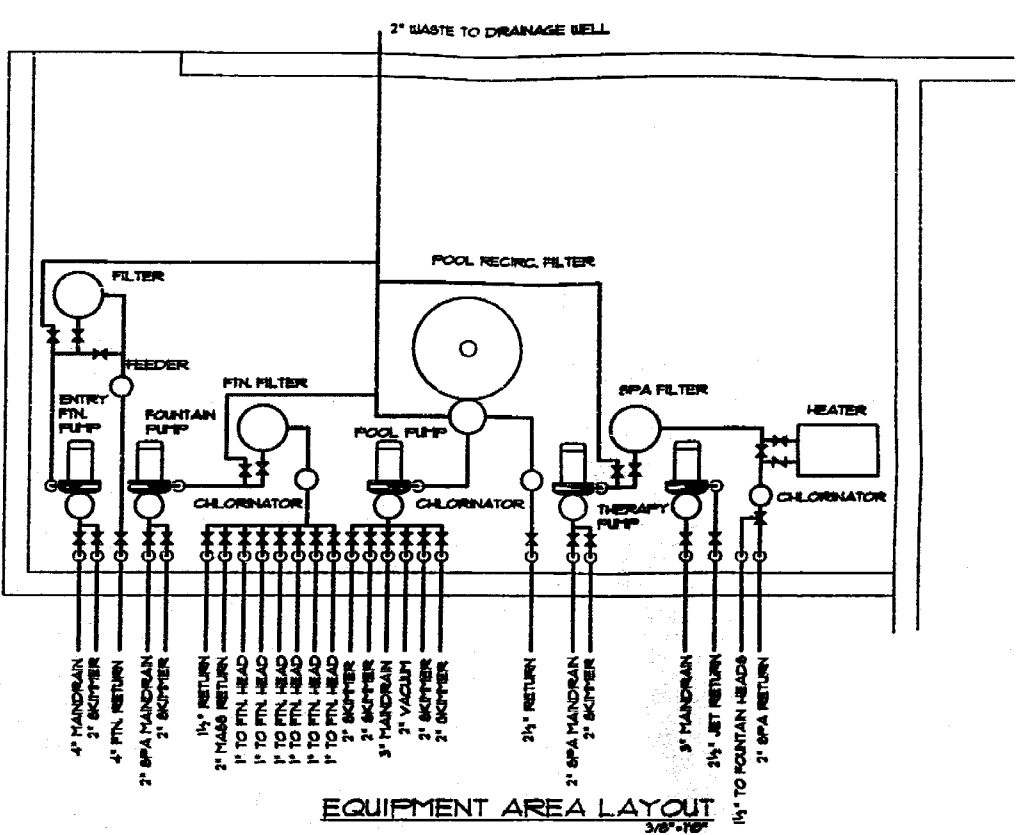 2" WASTE TO DRAINAGE WELL
POOL RECIRC. FILTER
FILTER
FEEDER
ENTRY
FTN.
PUMP
FOUNTAIN
PUMP
FTN. FILTER
POOL PUMP
SPA FILTER
HEATER
CHLORINATOR
CHLORINATOR
THERAPY
PUMP
CHLORINATOR
4" MAINDRAIN
2" SKIMMER
4" FTN. RETURN
2" SPA MAINDRAIN
2" SKIMMER
1½" RETURN
2" MASS RETURN
1" TO FTN. HEAD
1" TO FTN. HEAD
1" TO FTN. HEAD
1" TO FTN. HEAD
1" TO FTN. HEAD
1" TO FTN. HEAD
2" SKIMMER
2" SKIMMER
3" MAINDRAIN
2" VACUUM
2" SKIMMER
2" SKIMMER
2½" RETURN
2" SPA MAINDRAIN
2" SKIMMER
3" MAINDRAIN
2½" JET RETURN
1½" TO FOUNTAIN HEADS
2" SPA RETURN
EQUIPMENT AREA LAYOUT
3/8"=1'0"